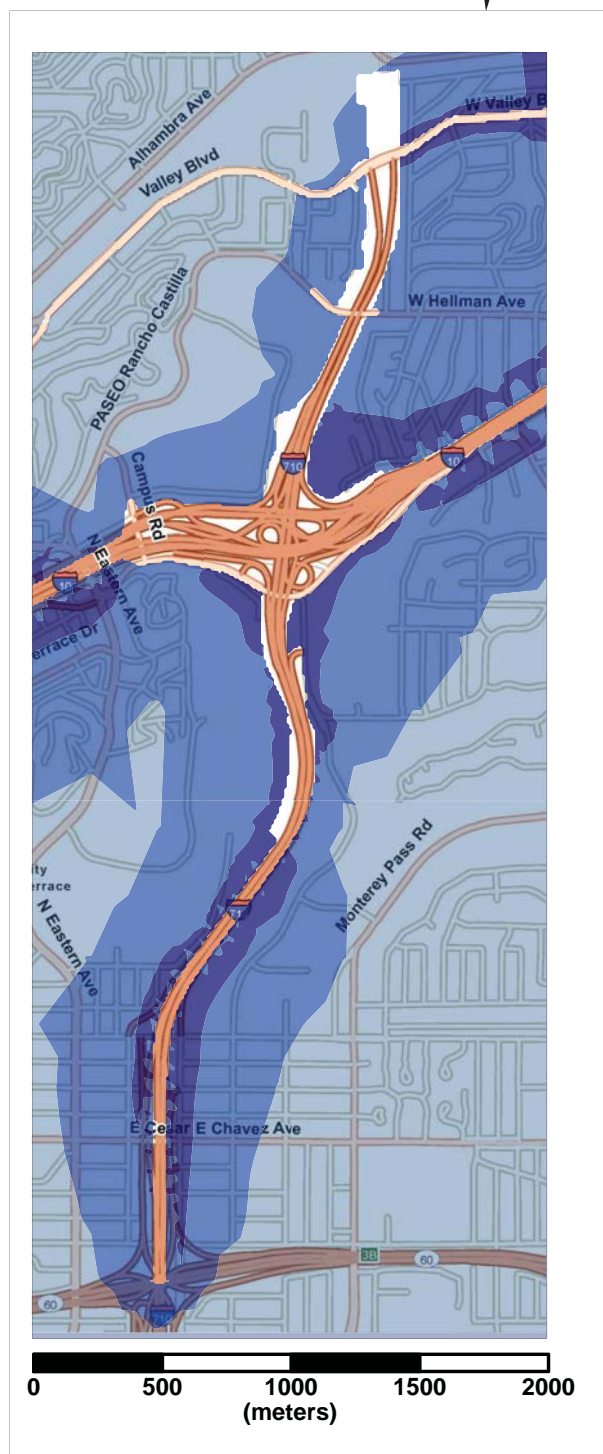 W Valley B
Alhambra Ave
Valley Blvd
PASEO Rancho Castilla
W Hellman Ave
10
710
Campus Rd
N Eastern Ave
10
errace Dr
Monterey Pass Rd
ity
errace
71
N Eastern Ave
E Cesar E Chavez Ave
3B
60
60
0 500 1000 1500 2000
(meters)